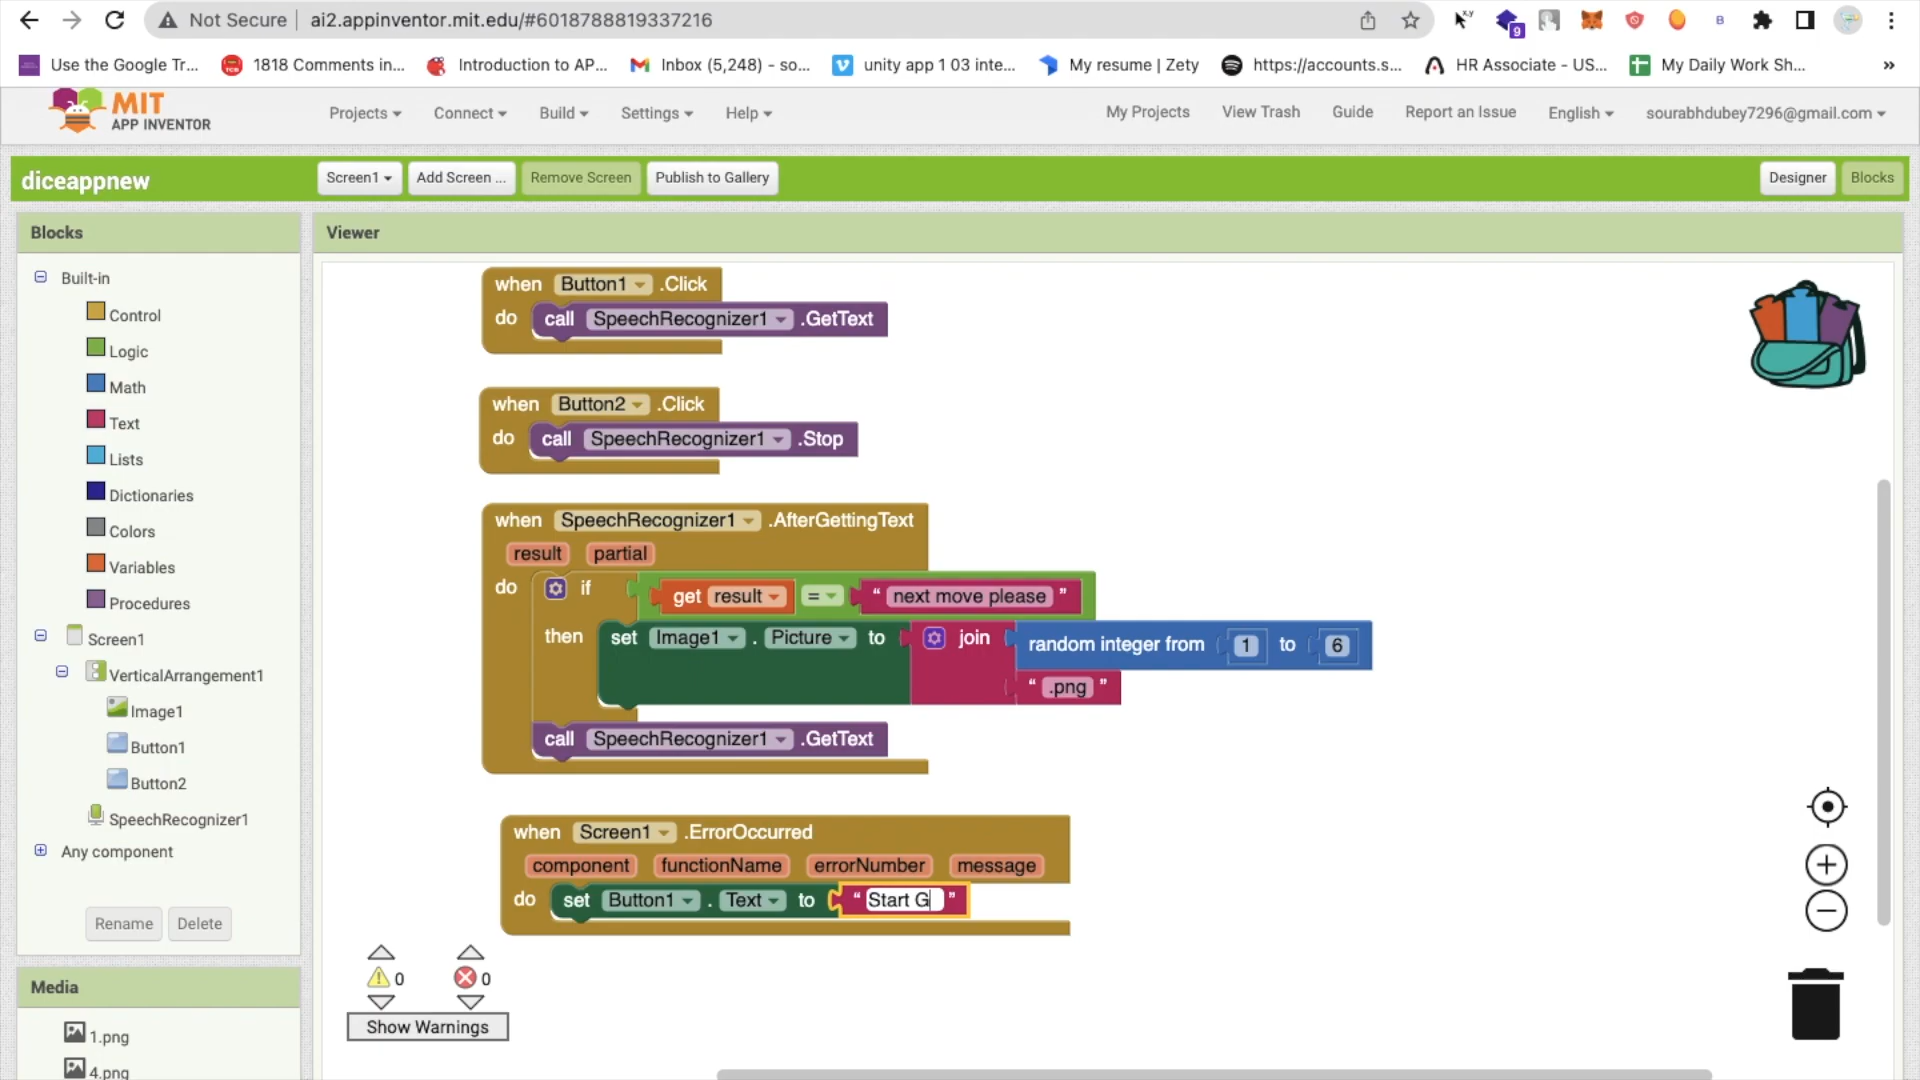 Not Secure ai2.appinventor.mit.edu/#6018788819337216
x,y
9
B
Use the Google Tr...
TCB
1818 Comments in...
Introduction to AP...
Inbox (5,248) - so...
unity app 1 03 inte...
My resume | Zety
https://accounts.s...
HR Associate - US...
My Daily Work Sh...
»
MIT
APP INVENTOR
Projects
Connect
Build
Settings
Help
My Projects
View Trash
Guide
Report an Issue
English
sourabhdubey7296@gmail.com
diceappnew
Screen1
Add Screen ...
Remove Screen
Publish to Gallery
Designer
Blocks
Blocks
Built-in
Control
Logic
Math
Text
Lists
Dictionaries
Colors
Variables
Procedures
Screen1
VerticalArrangement1
Image1
Button1
Button2
SpeechRecognizer1
Any component
Rename
Delete
Media
1.png
4.png
Viewer
when Button1 .Click
do call SpeechRecognizer1 .GetText
when Button2 .Click
do call SpeechRecognizer1 .Stop
when SpeechRecognizer1 .AfterGettingText
result partial
do if get result = “ next move please ”
then set Image1 . Picture to join random integer from 1 to 6
“ .png ”
call SpeechRecognizer1 .GetText
when Screen1 .ErrorOccurred
component functionName errorNumber message
do set Button1 . Text to “ Start G ”
0 0
Show Warnings